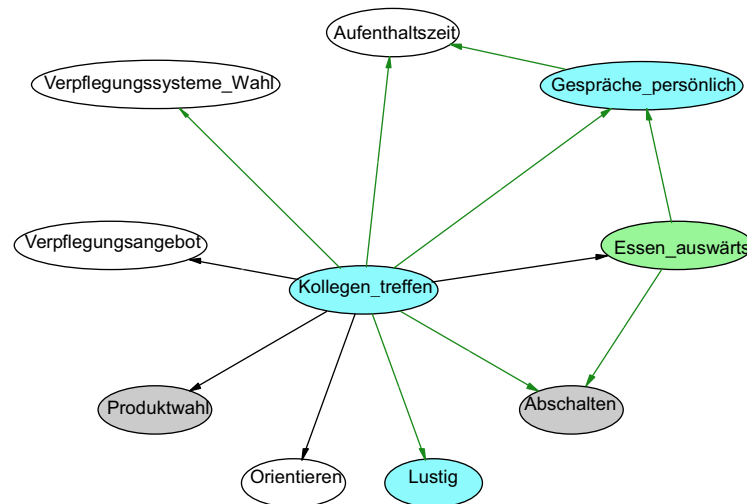 Aufenthaltszeit
Verpflegungssysteme_Wahl
Gespräche_persönlich
Verpflegungsangebot
Essen_auswärts
Kollegen_treffen
Produktwahl
Abschalten
Orientieren
Lustig